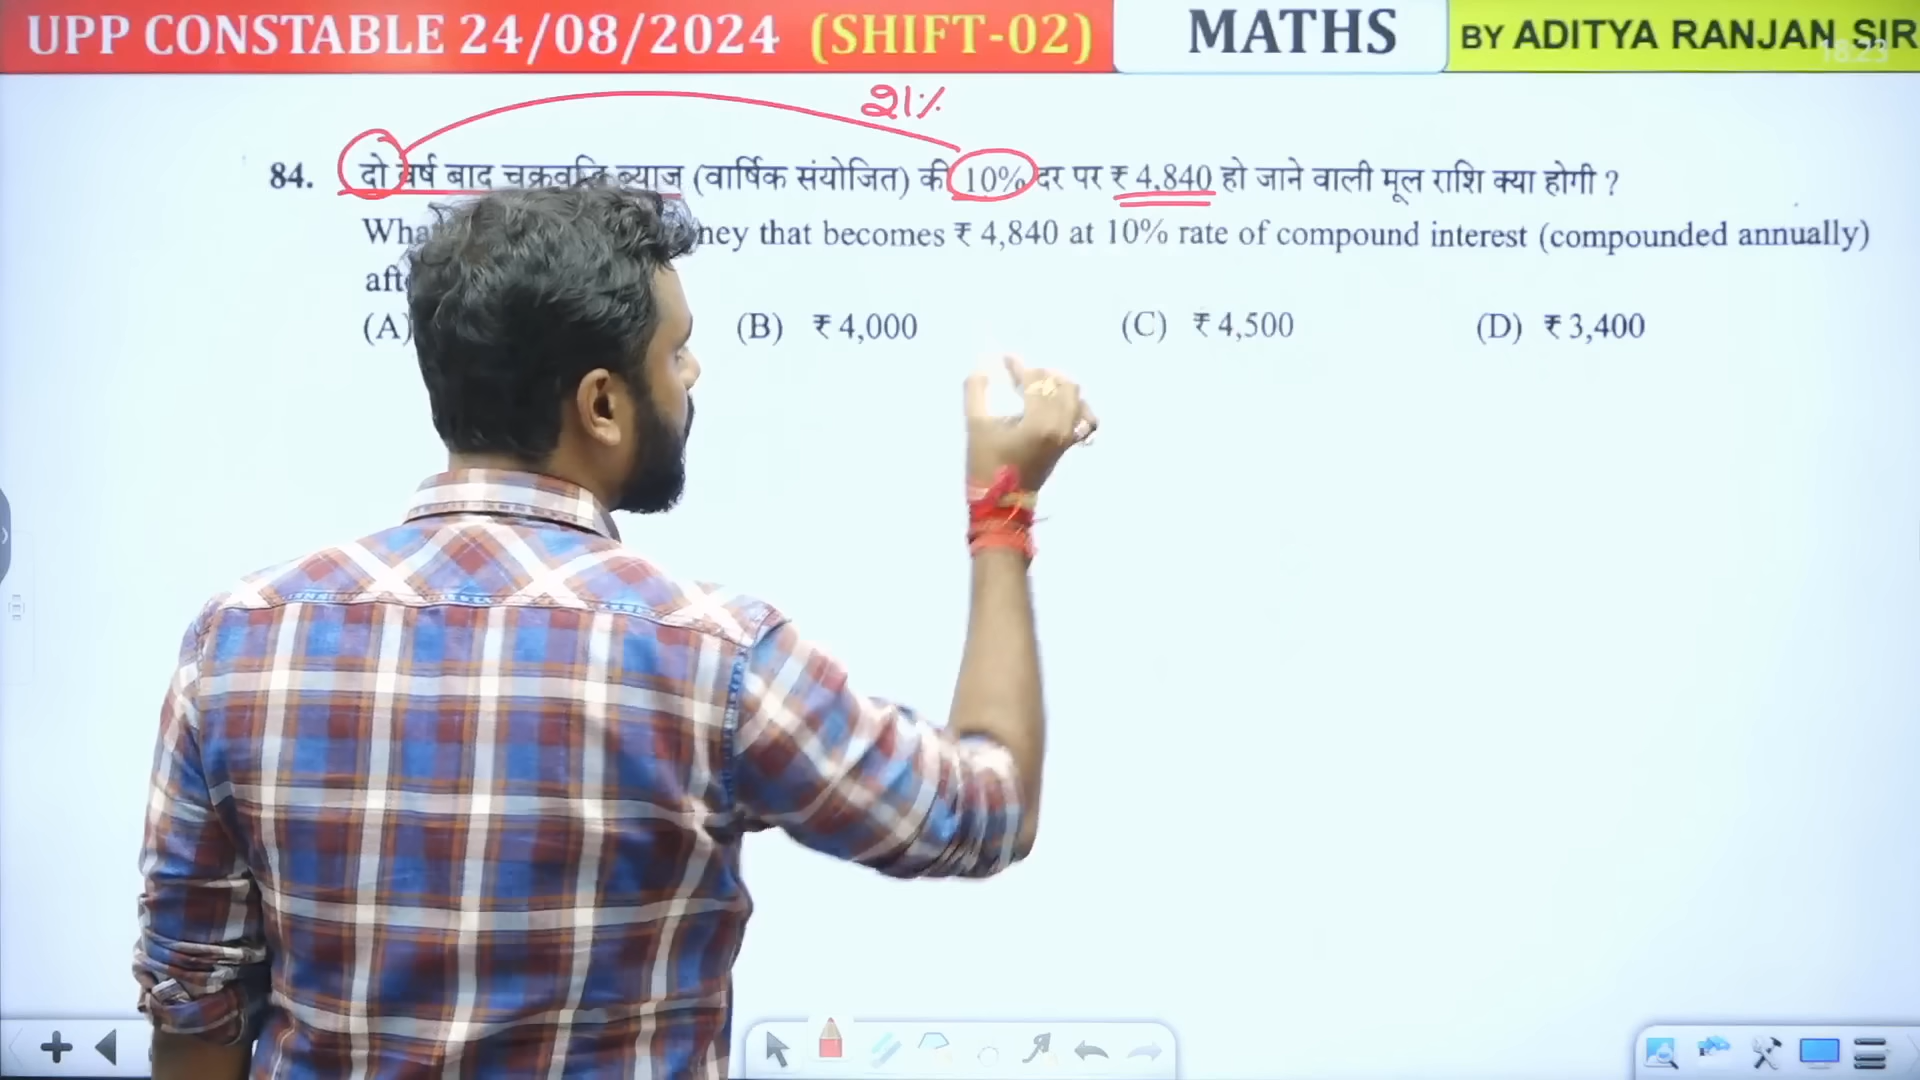 UPP CONSTABLE 24/08/2024 (SHIFT-02) MATHS BY ADITYA RANJAN SIR
18:23
21%
84. दो वर्ष बाद चक्रवृद्धि ब्याज (वार्षिक संयोजित) की 10% दर पर ₹ 4,840 हो जाने वाली मूल राशि क्या होगी ?
that becomes ₹ 4,840 at 10% rate of compound interest (compounded annually)
(A) (B) ₹ 4,000 (C) ₹ 4,500 (D) ₹ 3,400